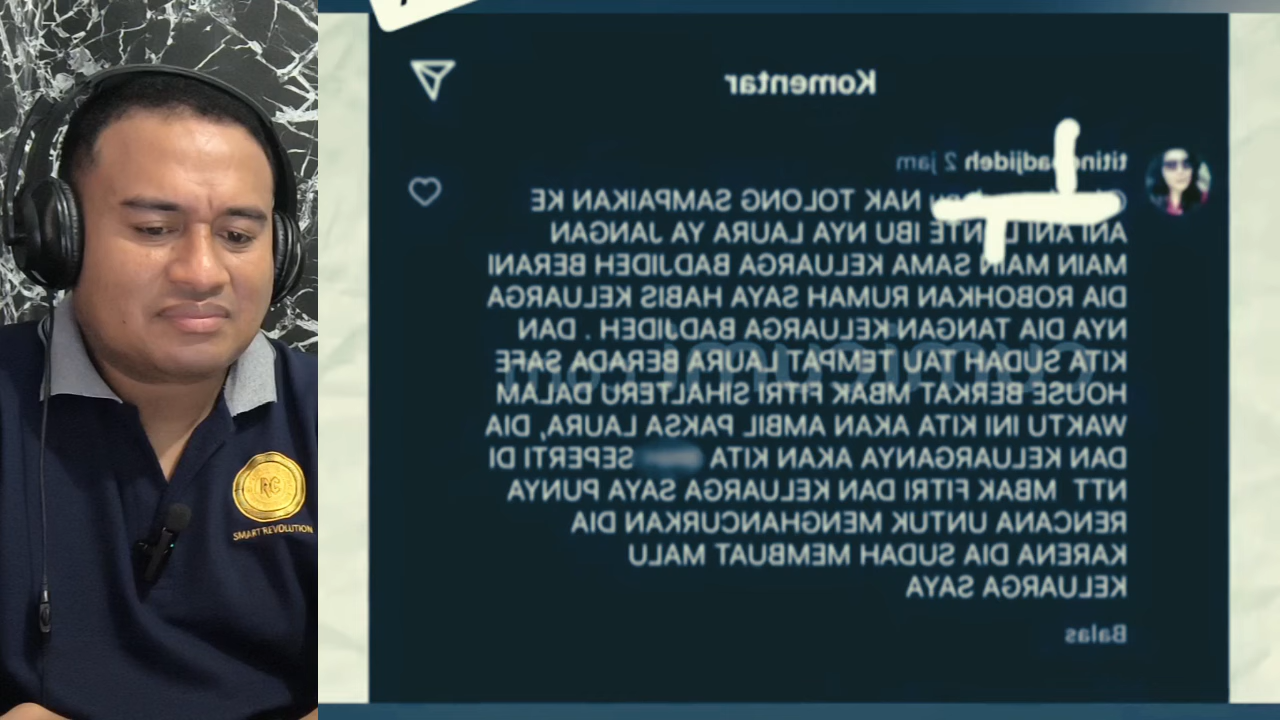 Komentar
2 jam
NAK TOLONG SAMPAIKAN KE
IBU NYA LAURA YA JANGAN
MAIN MAIN SAMA KELUARGA BADJIDEH BERANI
DIA ROBOHKAN RUMAH SAYA HABIS KELUARGA
NYA DIA TANGAN KELUARGA BADJIDEH . DAN
KITA SUDAH TAU TEMPAT LAURA BERADA SAFE
HOUSE BERKAT MBAK FITRI SIHALTERU DALAM
WAKTU INI KITA AKAN AMBIL PAKSA LAURA, DIA
DAN KELUARGANYA AKAN KITA SEPERTI DI
NTT MBAK FITRI DAN KELUARGA SAYA PUNYA
RENCANA UNTUK MENGHANCURKAN DIA
KARENA DIA SUDAH MEMBUAT MALU
KELUARGA SAYA
Balas
RC
SMART REVOLUTION